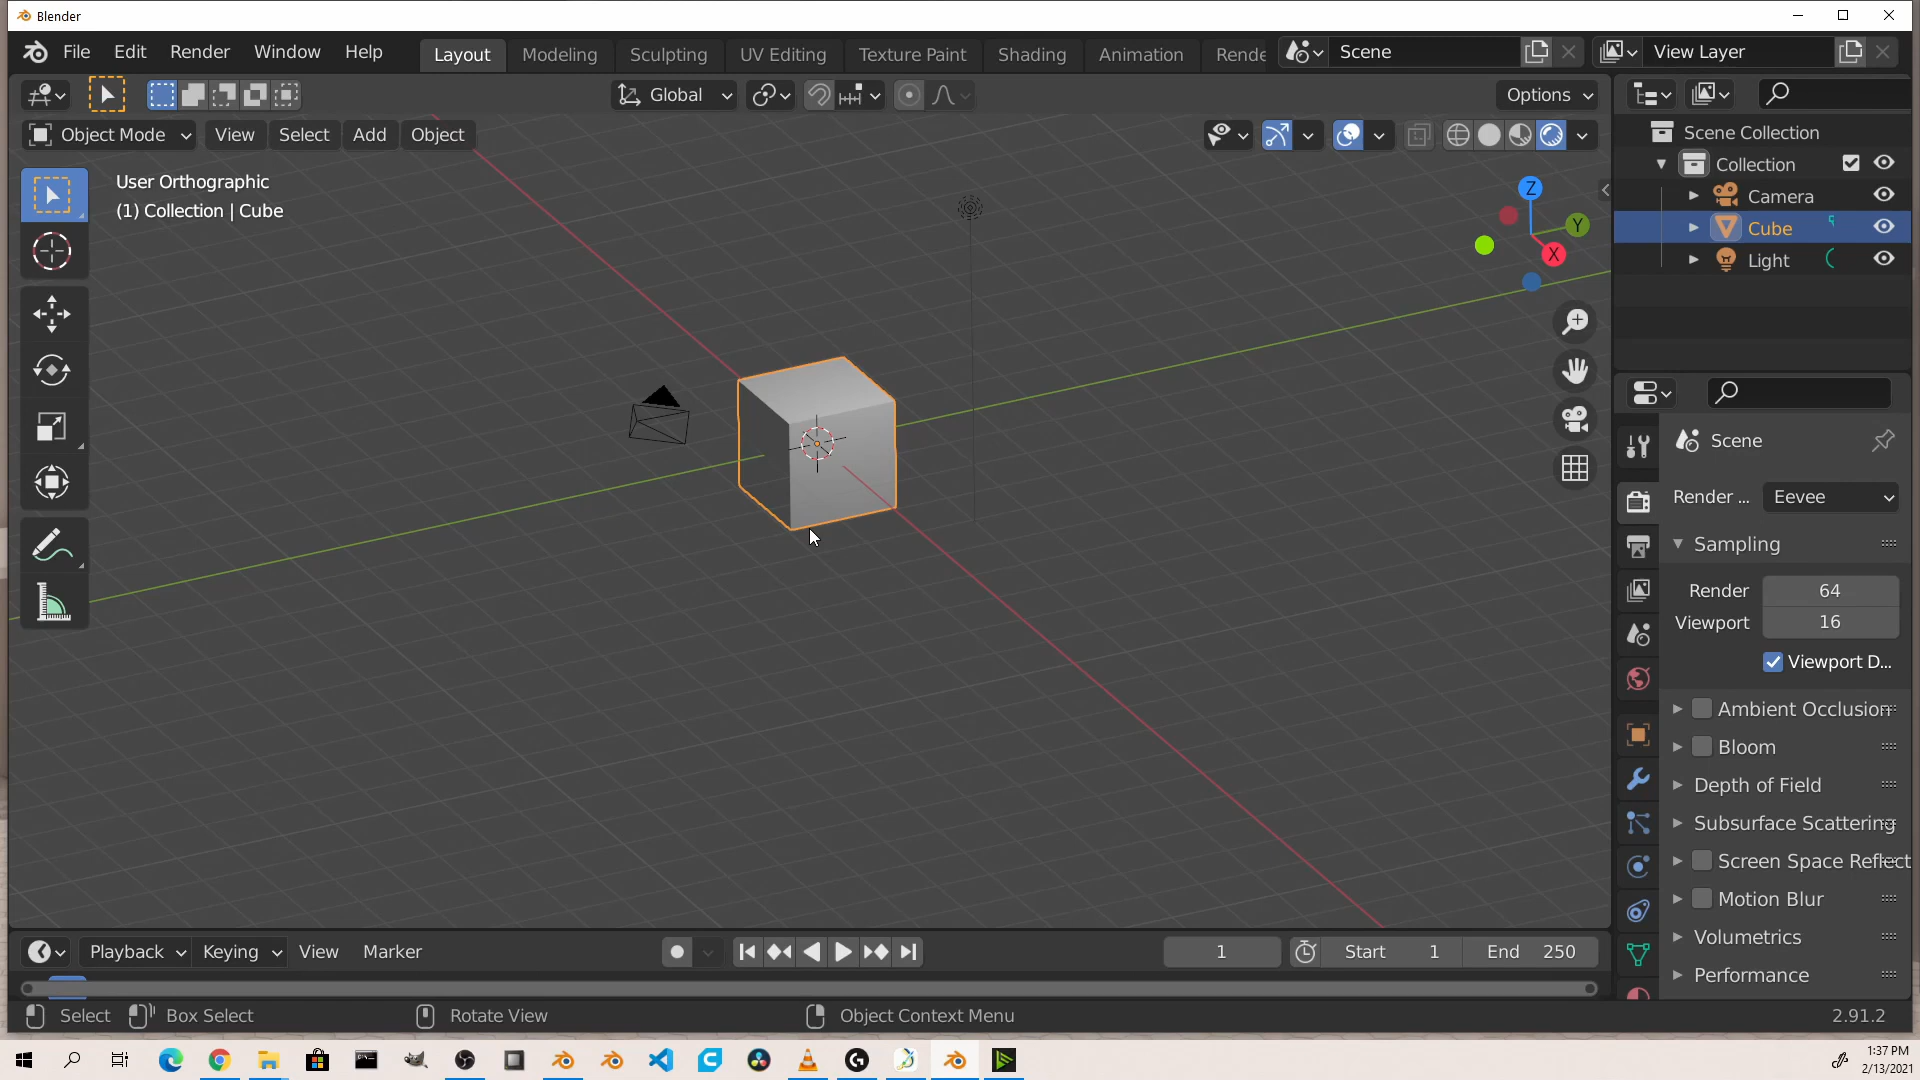 Blender
File Edit Render Window Help Layout Modeling Sculpting UV Editing Texture Paint Shading Animation Rende Scene View Layer
Global Options
Object Mode View Select Add Object
User Orthographic
(1) Collection | Cube
Z
Y
X
Scene Collection
Collection
Camera
Cube
Light
Scene
Render ... Eevee
Sampling
Render 64
Viewport 16
Viewport D...
Ambient Occlusion
Bloom
Depth of Field
Subsurface Scattering
Screen Space Reflect
Motion Blur
Volumetrics
Performance
Playback Keying View Marker 1 Start 1 End 250
Select Box Select Rotate View Object Context Menu 2.91.2
1:37 PM
2/13/2021